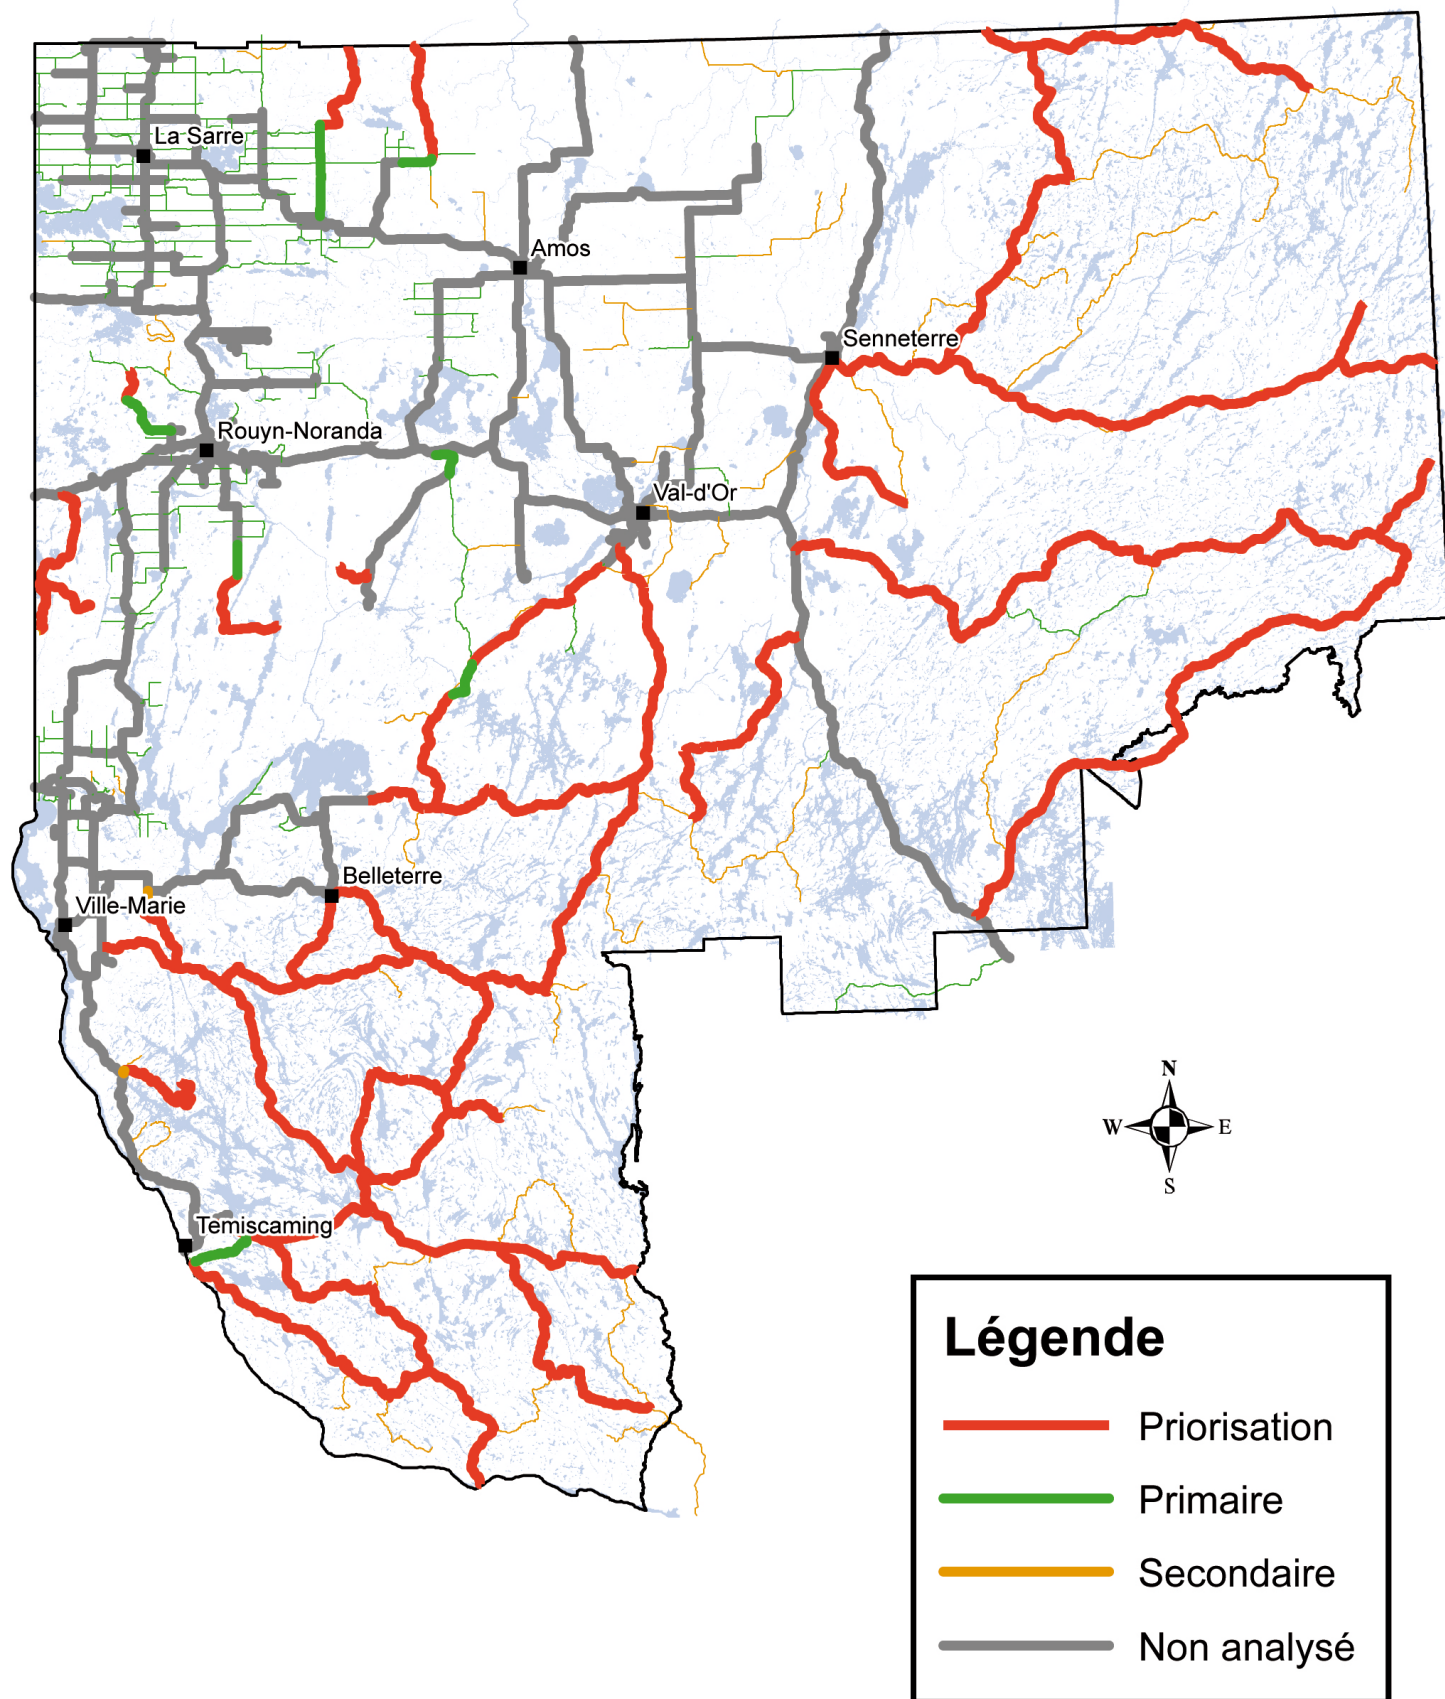 La Sarre
Amos
Senneterre
Rouyn-Noranda
Val-d'Or
Belleterre
Ville-Marie
N
W
E
S
Temiscaming
Légende
Priorisation
Primaire
Secondaire
Non analysé